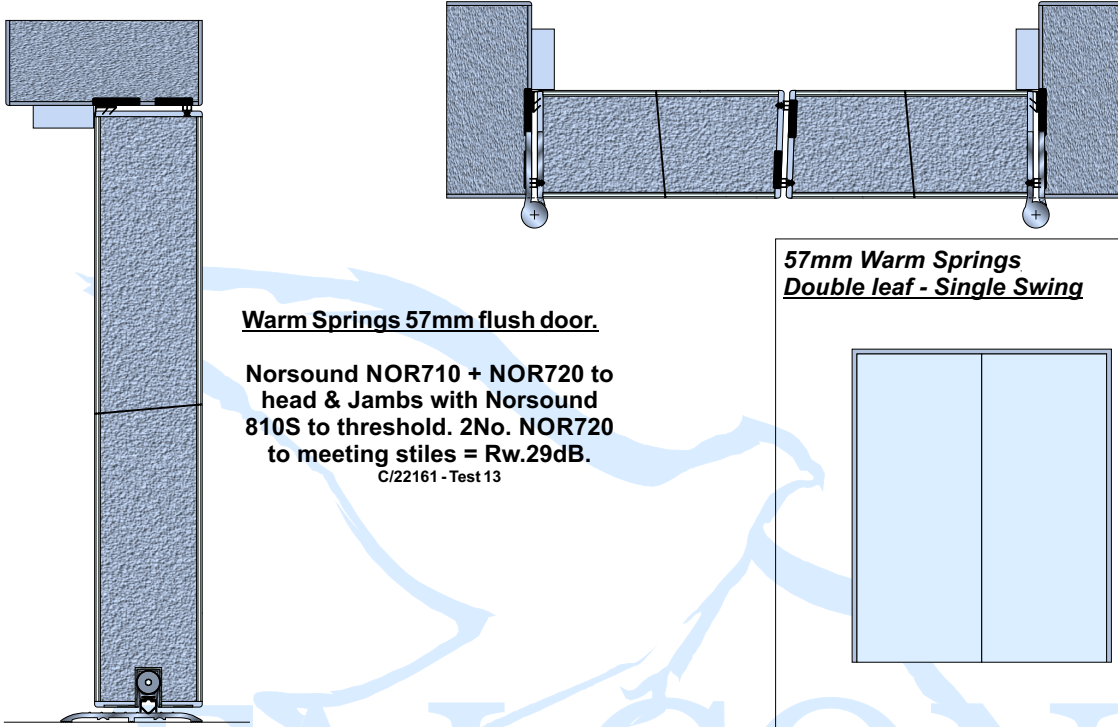 57mm Warm Springs
Double leaf - Single Swing
Warm Springs 57mm flush door.
Norsound NOR710 + NOR720 to
head & Jambs with Norsound
810S to threshold. 2No. NOR720
to meeting stiles = Rw.29dB.
C/22161 - Test 13